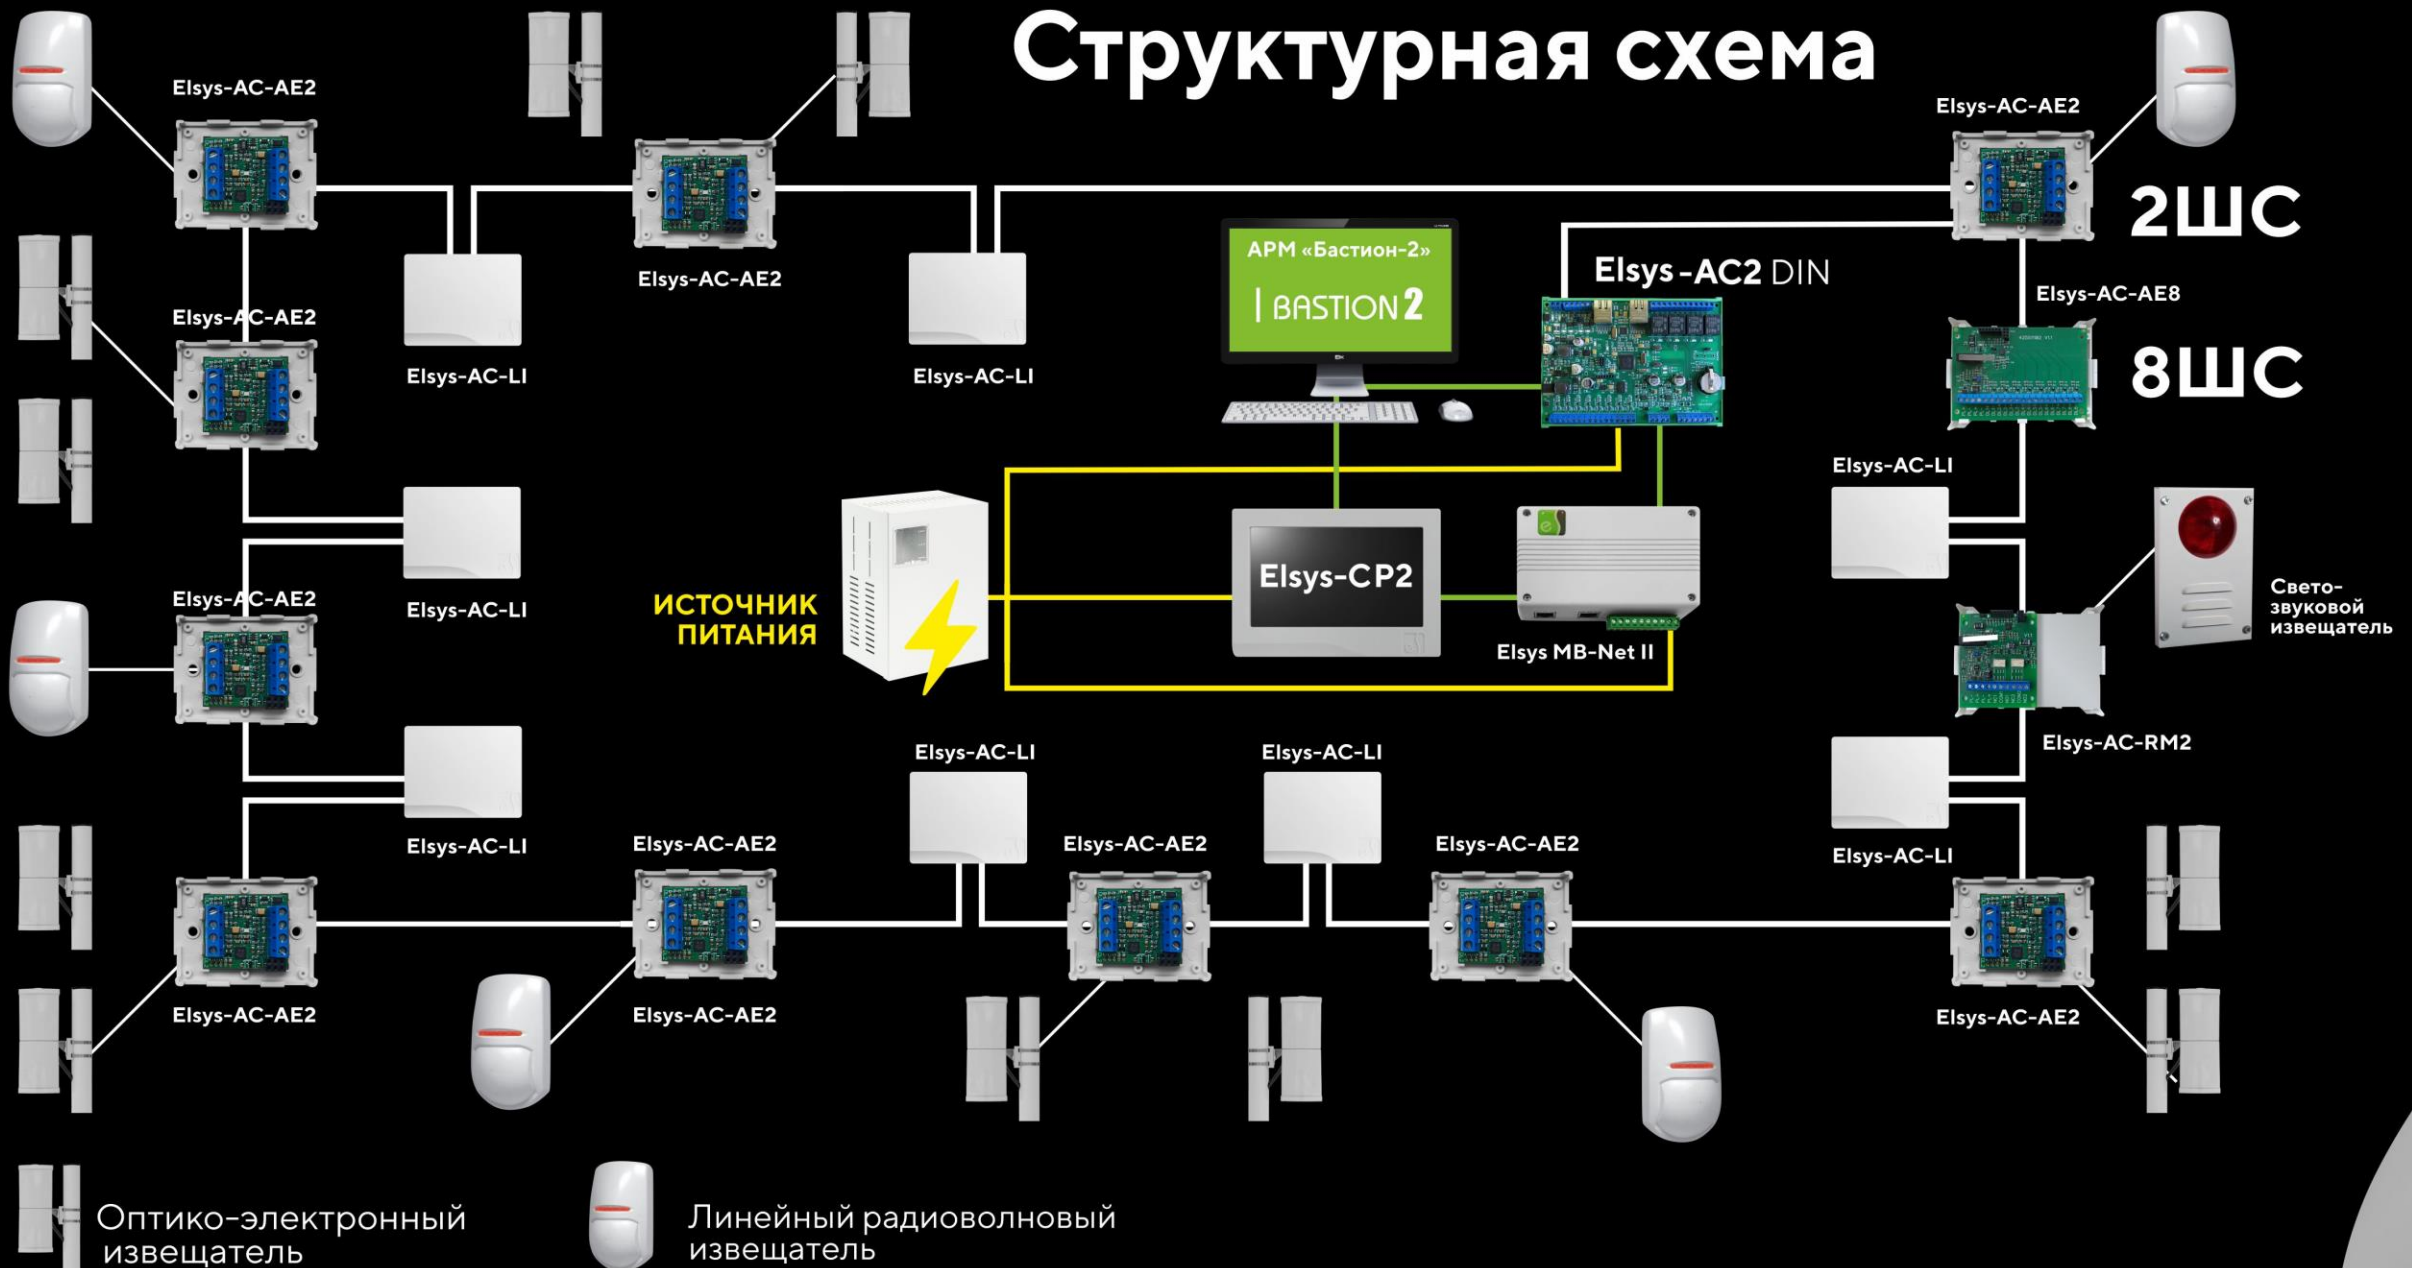 Структурная схема
Elsys-AC-AE2
Elsys-AC-AE2
2ШС
АРМ «Бастион-2»
BASTION 2
Elsys-AC2 DIN
Elsys-AC-AE2
Elsys-AC-AE8
Elsys-AC-AE2
Elsys-AC-LI
Elsys-AC-LI
8ШС
Elsys-AC-LI
ИСТОЧНИК
ПИТАНИЯ
Elsys-CP2
Elsys MB-Net II
Свето-
звуковой
извещатель
Elsys-AC-AE2
Elsys-AC-LI
Elsys-AC-RM2
Elsys-AC-LI
Elsys-AC-LI
Elsys-AC-LI
Elsys-AC-AE2
Elsys-AC-AE2
Elsys-AC-AE2
Elsys-AC-LI
Elsys-AC-AE2
Elsys-AC-AE2
Elsys-AC-AE2
Оптико-электронный
извещатель
Линейный радиоволновый
извещатель